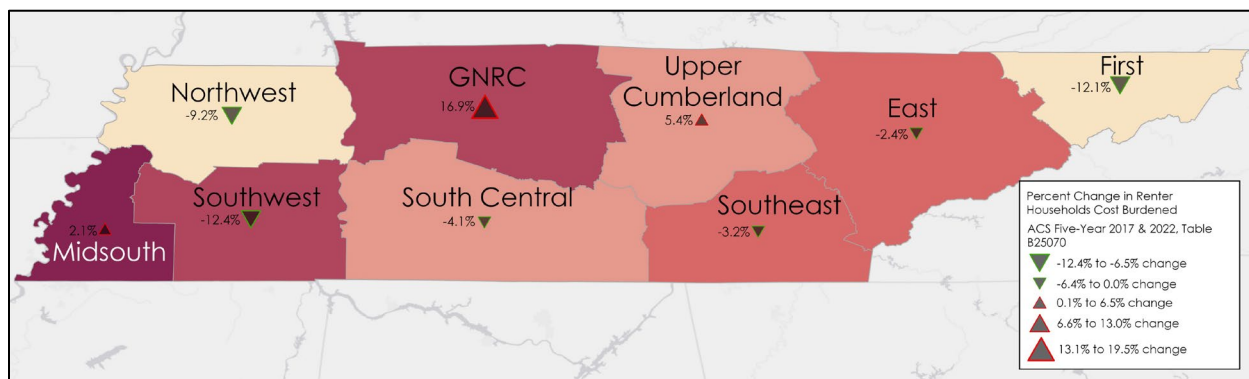 Northwest
-9.2%
GNRC
16.9%
Upper
Cumberland
5.4%
East
-2.4%
First
-12.1%
Midsouth
2.1%
Southwest
-12.4%
South Central
-4.1%
Southeast
-3.2%
Percent Change in Renter
Households Cost Burdened
ACS Five-Year 2017 & 2022, Table
B25070
-12.4% to -6.5% change
-6.4% to 0.0% change
0.1% to 6.5% change
6.6% to 13.0% change
13.1% to 19.5% change